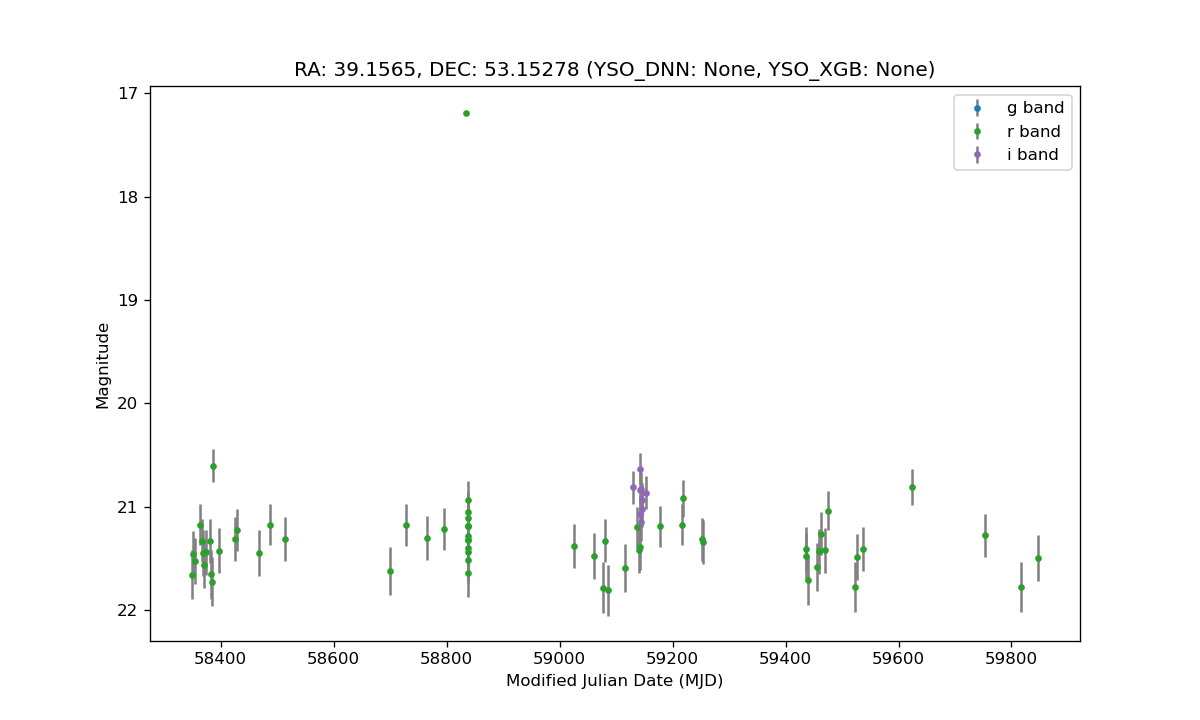 RA: 39.1565, DEC: 53.15278 (YSO_DNN: None, YSO_XGB: None)
17
18
19
20
21
22
Magnitude
g band
r band
i band
58400
58600
58800
59000
59200
59400
59600
59800
Modified Julian Date (MJD)